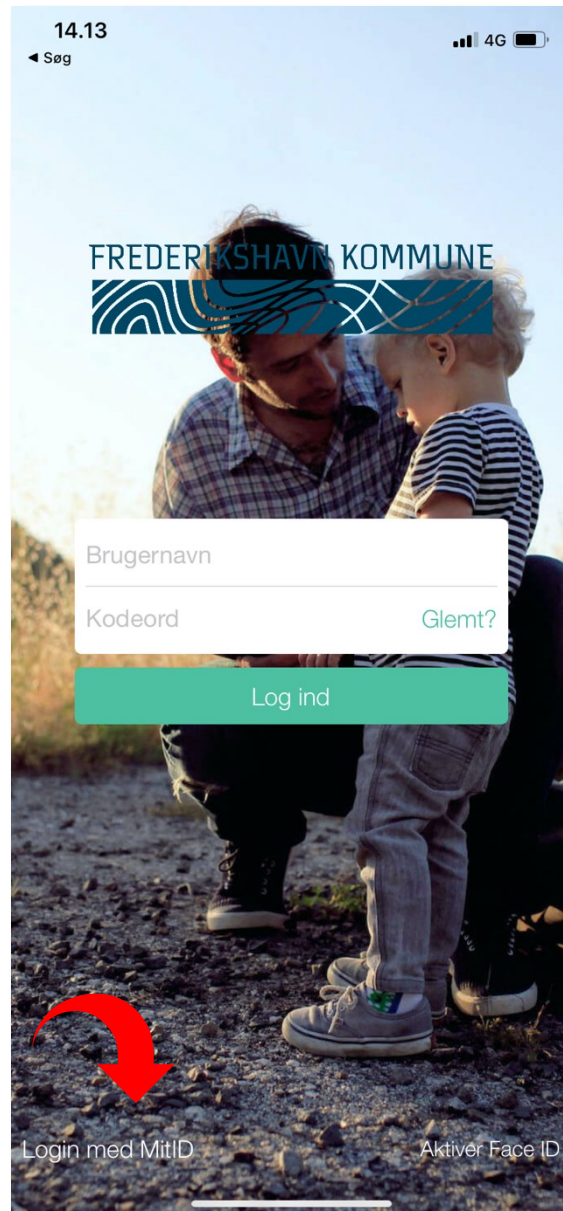 14.13
4G
◀ Søg
FREDERIKSHAVN KOMMUNE
Brugernavn
Kodeord
Glemt?
Log ind
Login med MitID
Aktiver Face ID